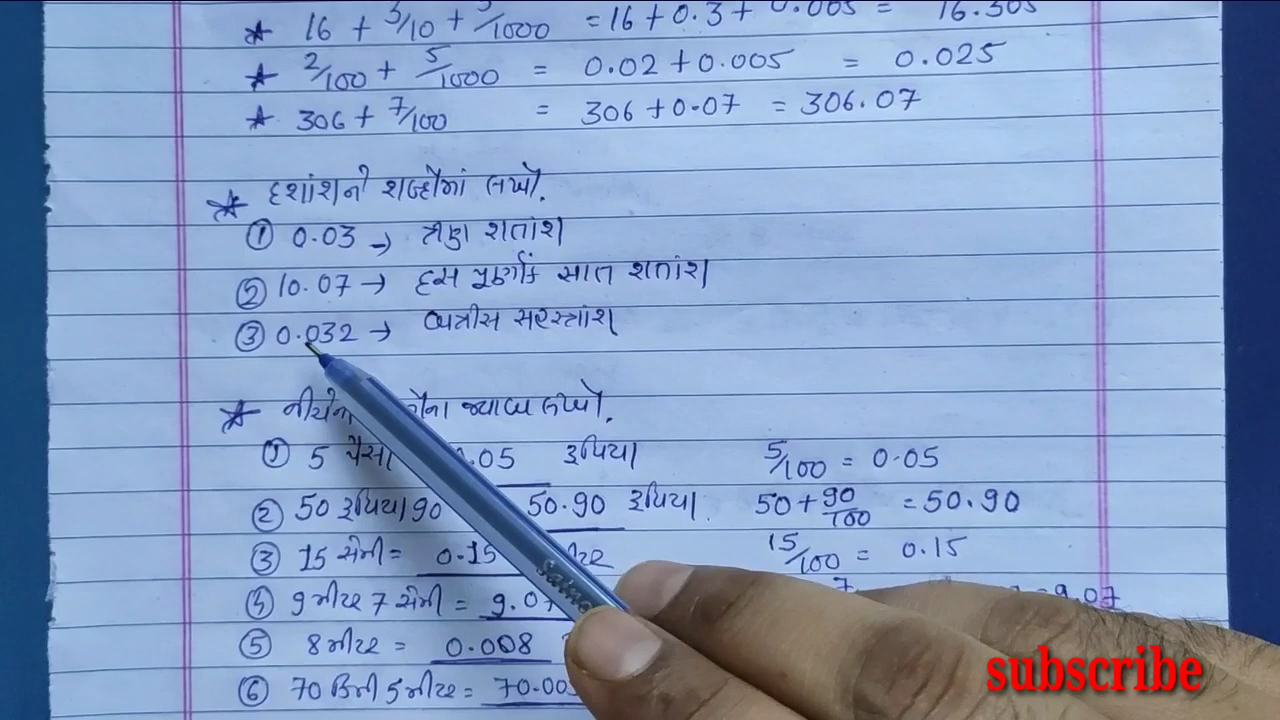 ★ 16 + 3/10 + 5/1000 = 16 + 0.3 + 0.005 = 16.305
★ 2/100 + 5/1000 = 0.02 + 0.005 = 0.025
★ 306 + 7/100 = 306 + 0.07 = 306.07
★ દશાંશને શબ્દોમાં લખો.
① 0.03 → ત્રણ શતાંશ
② 10.07 → દસ પૂર્ણાંક સાત શતાંશ
③ 0.032 → બત્રીસ સહસ્ત્રાંશ
★ જવાબ લખો.
① 5 પૈસા .05 રૂપિયા 5/100 = 0.05
② 50 રૂપિયા 90 50.90 રૂપિયા. 50 + 90/100 = 50.90
③ 15 સેમી = 0.15 15/100 = 0.15
④ 9 મીટર 7 સેમી = 9.07 7 = 9.07
⑤ 8 મીટર = 0.008
⑥ 70 કિમી 5 મીટર = 70.005
subscribe